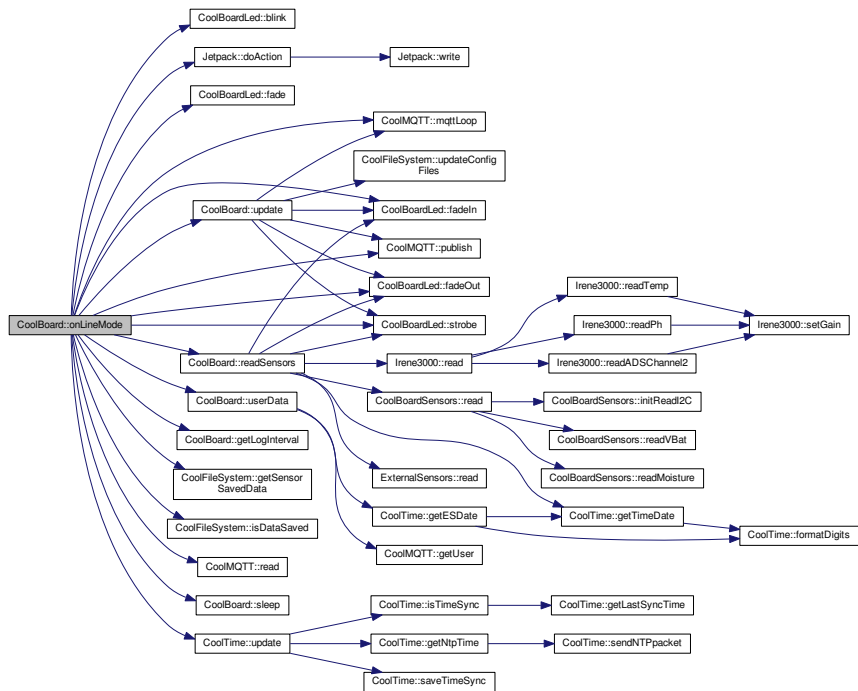 CoolBoardLed::blink
Jetpack::doAction
Jetpack::write
CoolBoardLed::fade
CoolMQTT::mqttLoop
CoolFileSystem::updateConfig
Files
CoolBoard::update
CoolBoardLed::fadeIn
CoolMQTT::publish
CoolBoardLed::fadeOut
Irene3000::readTemp
CoolBoard::onLineMode
CoolBoardLed::strobe
Irene3000::readPh
Irene3000::setGain
CoolBoard::readSensors
Irene3000::read
Irene3000::readADSChannel2
CoolBoard::userData
CoolBoardSensors::read
CoolBoardSensors::initReadI2C
CoolBoard::getLogInterval
CoolBoardSensors::readVBat
CoolFileSystem::getSensor
SavedData
ExternalSensors::read
CoolBoardSensors::readMoisture
CoolFileSystem::isDataSaved
CoolTime::getESDate
CoolTime::getTimeDate
CoolTime::formatDigits
CoolMQTT::getUser
CoolMQTT::read
CoolBoard::sleep
CoolTime::isTimeSync
CoolTime::getLastSyncTime
CoolTime::update
CoolTime::getNtpTime
CoolTime::sendNTPpacket
CoolTime::saveTimeSync